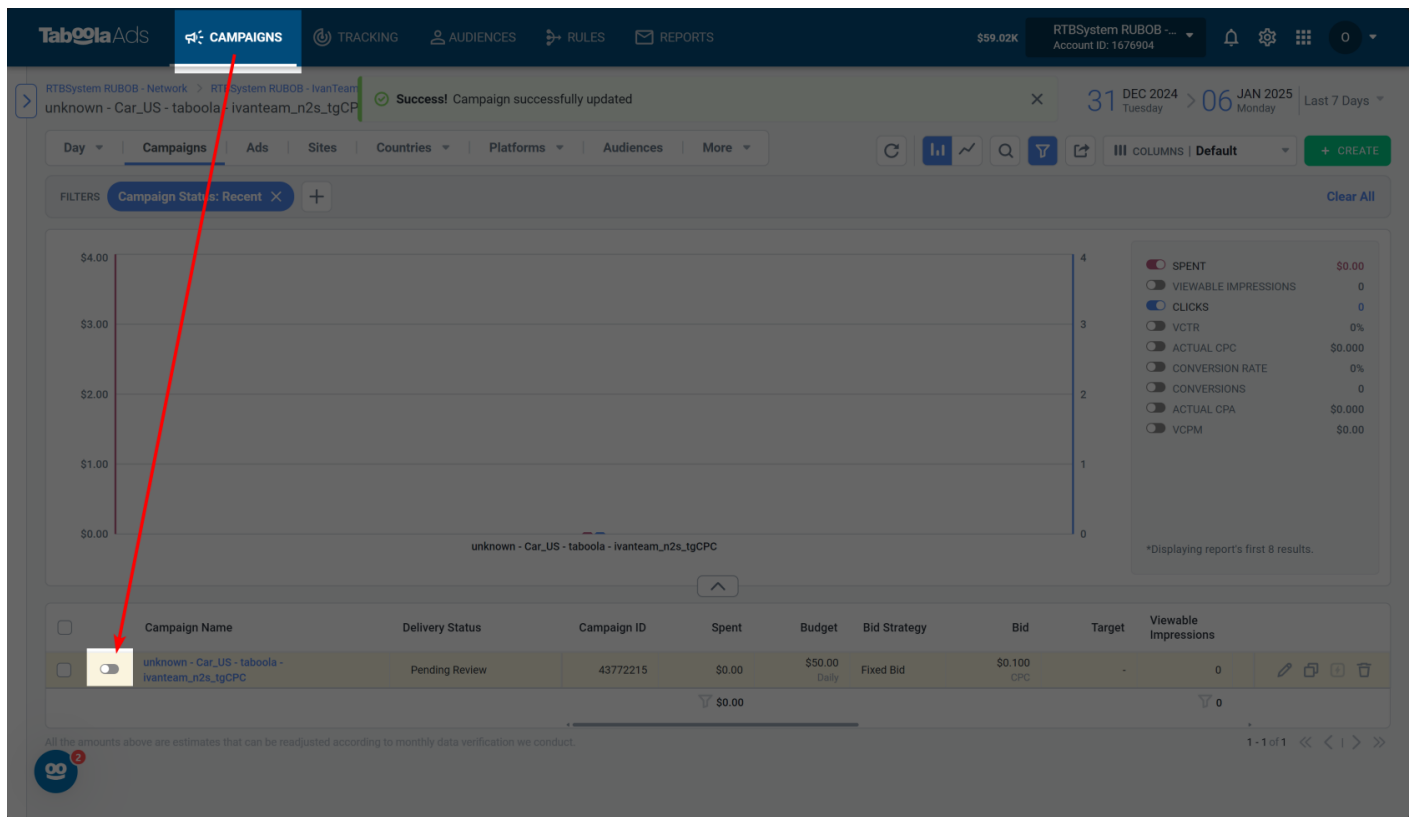 Taboola Ads CAMPAIGNS TRACKING AUDIENCES RULES REPORTS $59.02K RTBSystem RUBOB -... O
Account ID: 1676904
RTBSystem RUBOB - Network > RTBSystem RUBOB - IvanTeam
unknown - Car_US - taboola - ivanteam_n2s_tgCP
Success! Campaign successfully updated
31 DEC 2024 Tuesday > 06 JAN 2025 Monday Last 7 Days
Day Campaigns Ads Sites Countries Platforms Audiences More COLUMNS | Default + CREATE
FILTERS Campaign Status: Recent Clear All
$4.00 4
$3.00 3
$2.00 2
$1.00 1
$0.00 0
unknown - Car_US - taboola - ivanteam_n2s_tgCPC
SPENT $0.00
VIEWABLE IMPRESSIONS 0
CLICKS 0
VCTR 0%
ACTUAL CPC $0.000
CONVERSION RATE 0%
CONVERSIONS 0
ACTUAL CPA $0.000
VCPM $0.00
*Displaying report's first 8 results.
Campaign Name Delivery Status Campaign ID Spent Budget Bid Strategy Bid Target Viewable Impressions
unknown - Car_US - taboola - ivanteam_n2s_tgCPC Pending Review 43772215 $0.00 $50.00 Daily Fixed Bid $0.100 CPC - 0
$0.00 0
All the amounts above are estimates that can be readjusted according to monthly data verification we conduct.
1 - 1 of 1
2